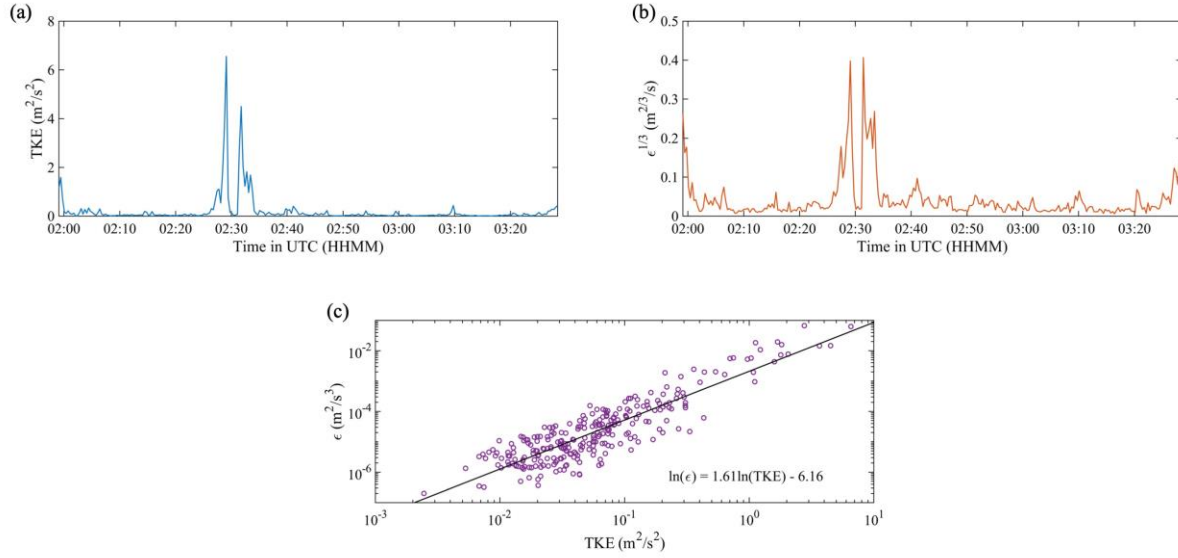 (a)
8
6
4
2
0
TKE (m²/s²)
02:00 02:10 02:20 02:30 02:40 02:50 03:00 03:10 03:20
Time in UTC (HHMM)
(b)
0.5
0.4
0.3
0.2
0.1
0
ϵ^{1/3} (m^{2/3}/s)
02:00 02:10 02:20 02:30 02:40 02:50 03:00 03:10 03:20
Time in UTC (HHMM)
(c)
10⁻²
10⁻⁴
10⁻⁶
ϵ (m²/s³)
ln(ϵ) = 1.61ln(TKE) - 6.16
10⁻³ 10⁻² 10⁻¹ 10⁰ 10¹
TKE (m²/s²)